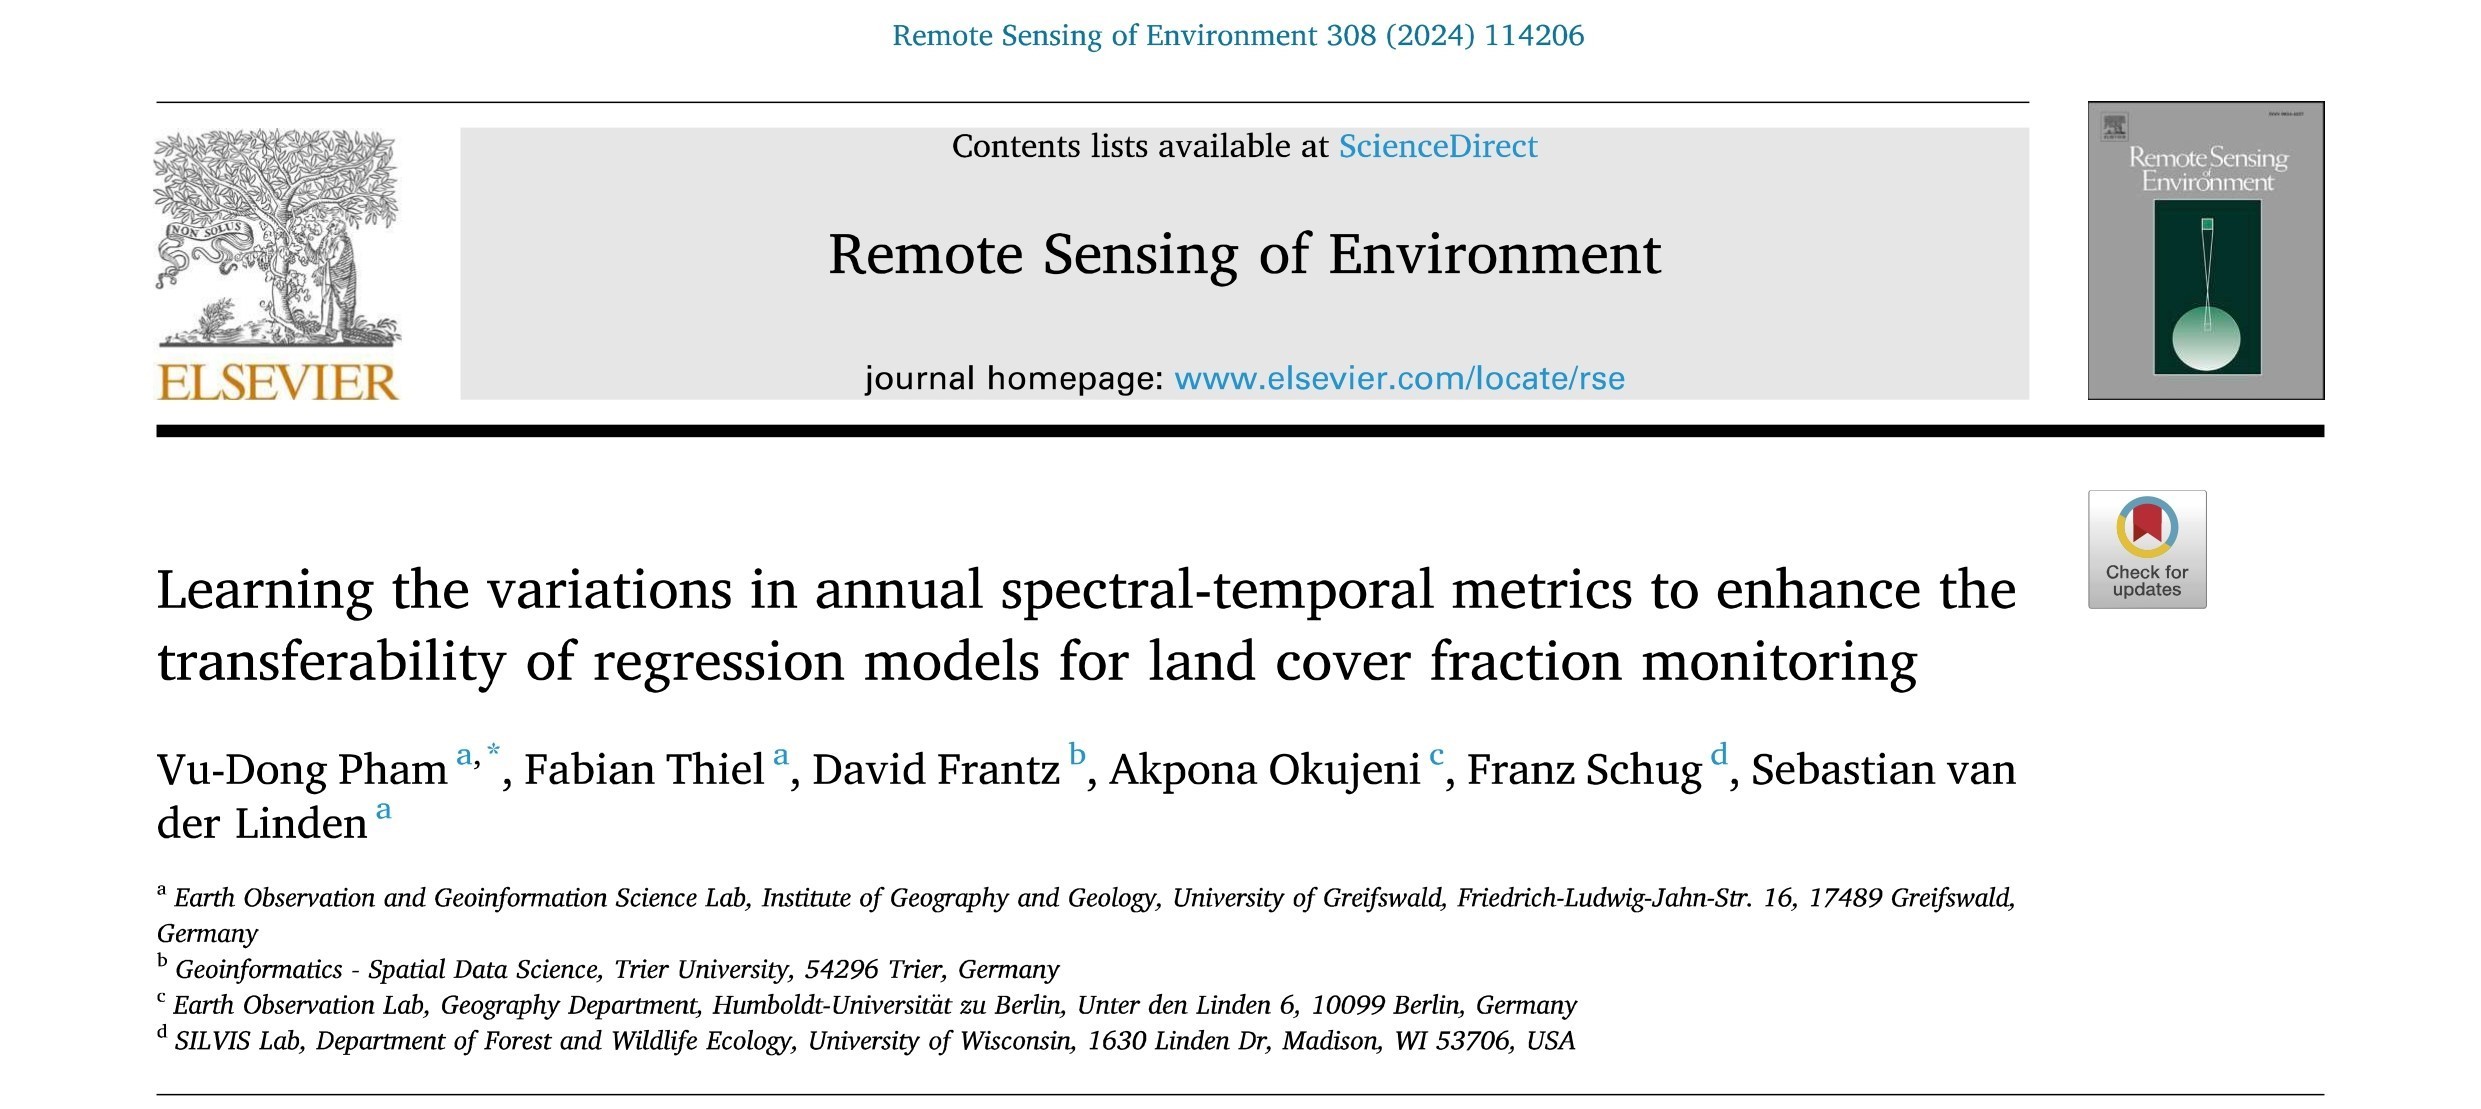 Remote Sensing of Environment 308 (2024) 114206
Contents lists available at ScienceDirect
Remote Sensing of Environment
journal homepage: www.elsevier.com/locate/rse
NON SOLUS
ELSEVIER
Remote Sensing
of
Environment
Check for
updates
Learning the variations in annual spectral-temporal metrics to enhance the
transferability of regression models for land cover fraction monitoring
Vu-Dong Pham a,*, Fabian Thiel a, David Frantz b, Akpona Okujeni c, Franz Schug d, Sebastian van
der Linden a
a Earth Observation and Geoinformation Science Lab, Institute of Geography and Geology, University of Greifswald, Friedrich-Ludwig-Jahn-Str. 16, 17489 Greifswald,
Germany
b Geoinformatics - Spatial Data Science, Trier University, 54296 Trier, Germany
c Earth Observation Lab, Geography Department, Humboldt-Universität zu Berlin, Unter den Linden 6, 10099 Berlin, Germany
d SILVIS Lab, Department of Forest and Wildlife Ecology, University of Wisconsin, 1630 Linden Dr, Madison, WI 53706, USA